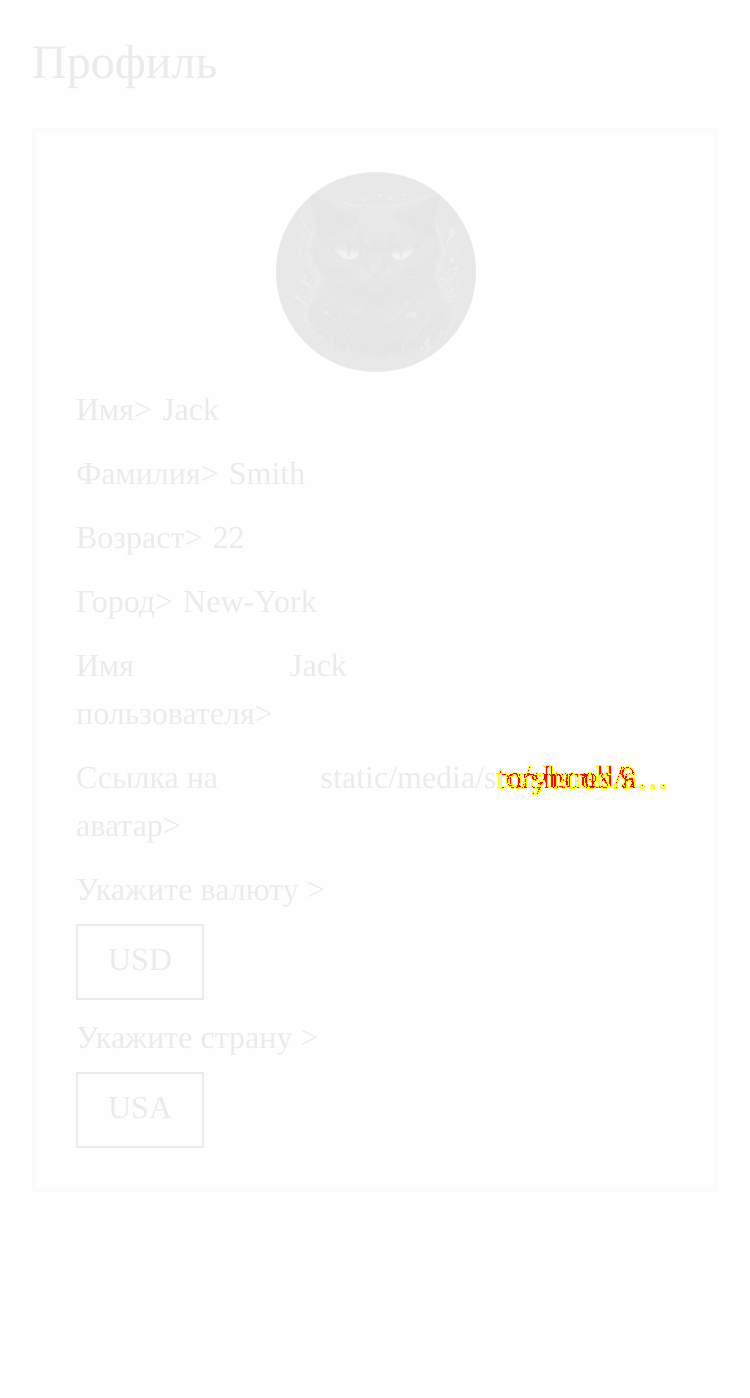 Профиль
Имя> Jack
Фамилия> Smith
Возраст> 22
Город> New-York
Имя Jack
пользователя>
Ссылка на static/media/s
аватар>
Укажите валюту >
USD
Укажите страну >
USA